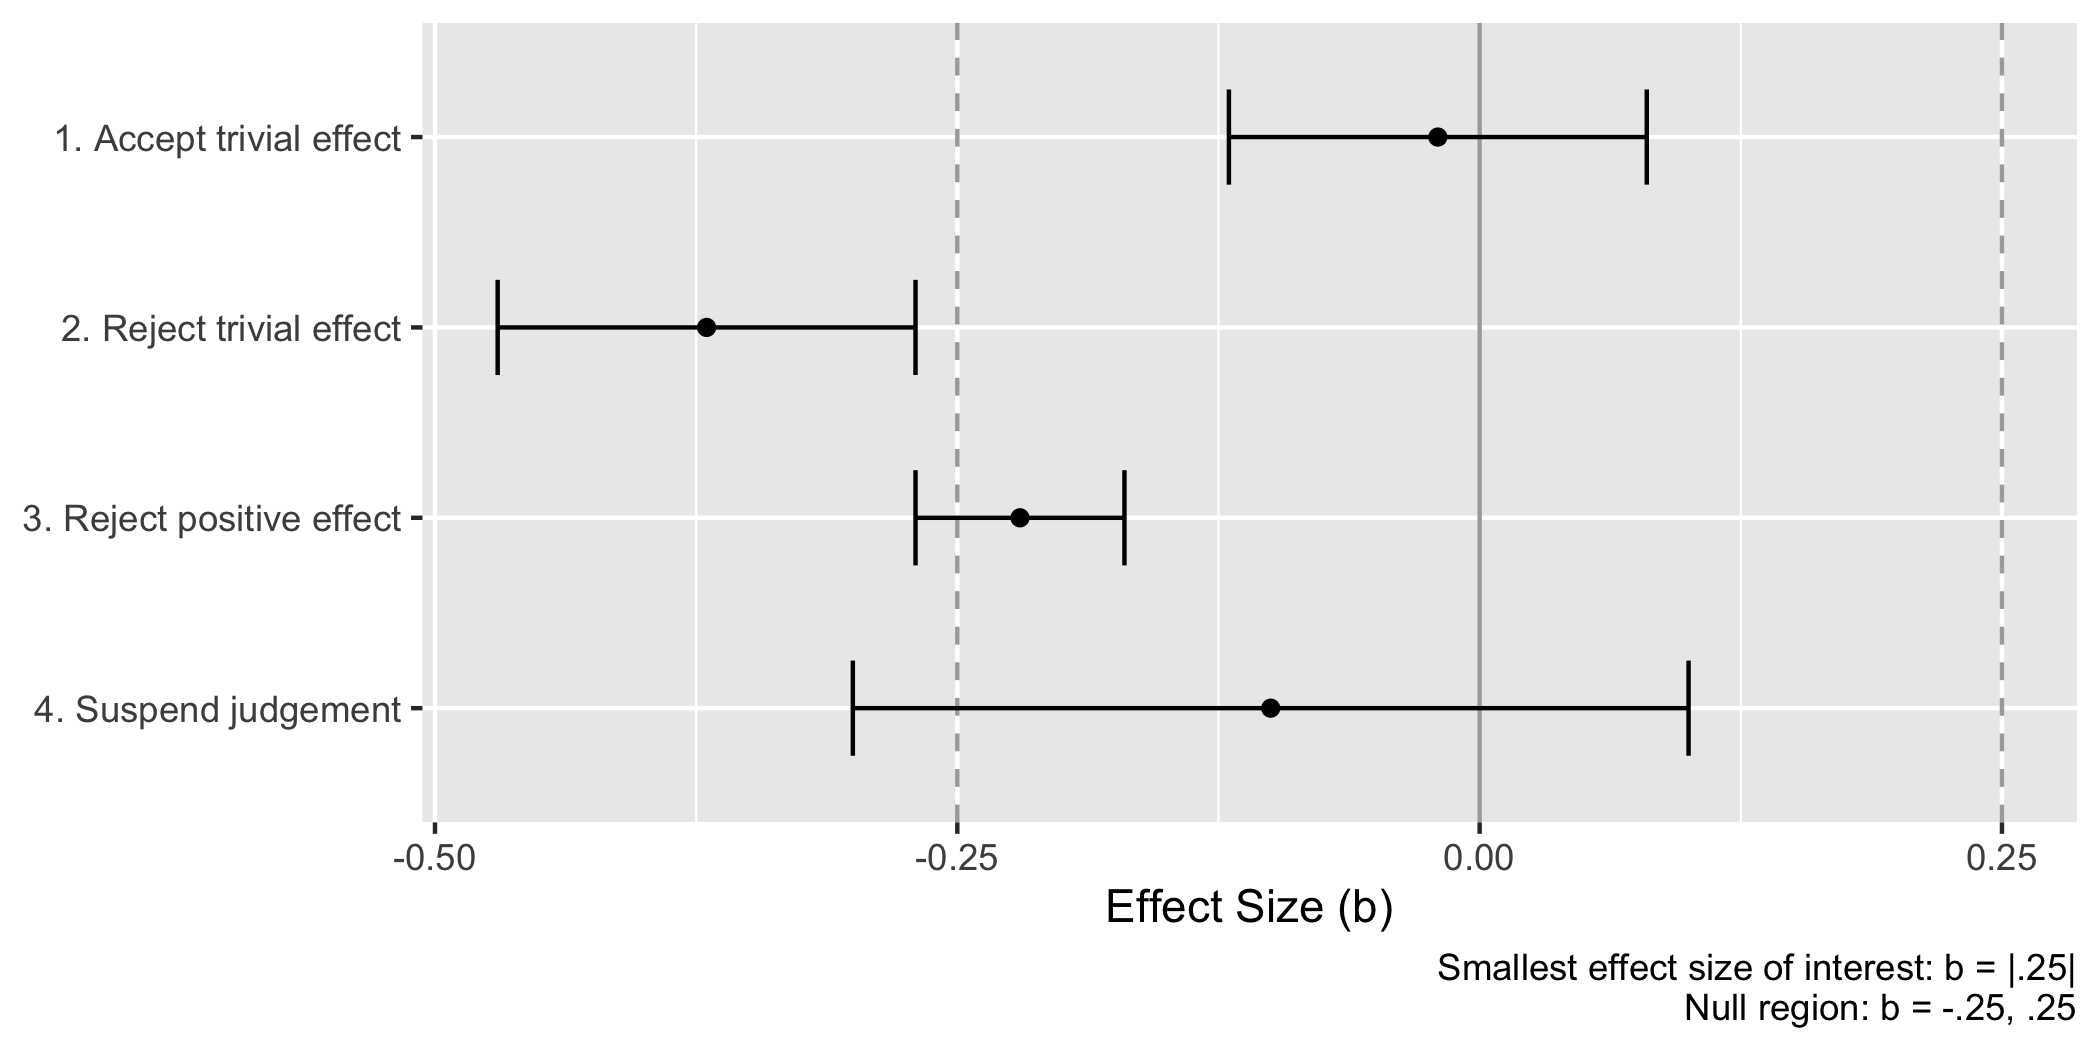 1. Accept trivial effect
2. Reject trivial effect
3. Reject positive effect
4. Suspend judgement
-0.50
-0.25
0.00
0.25
Effect Size (b)
Smallest effect size of interest: b = |.25|
Null region: b = -.25, .25